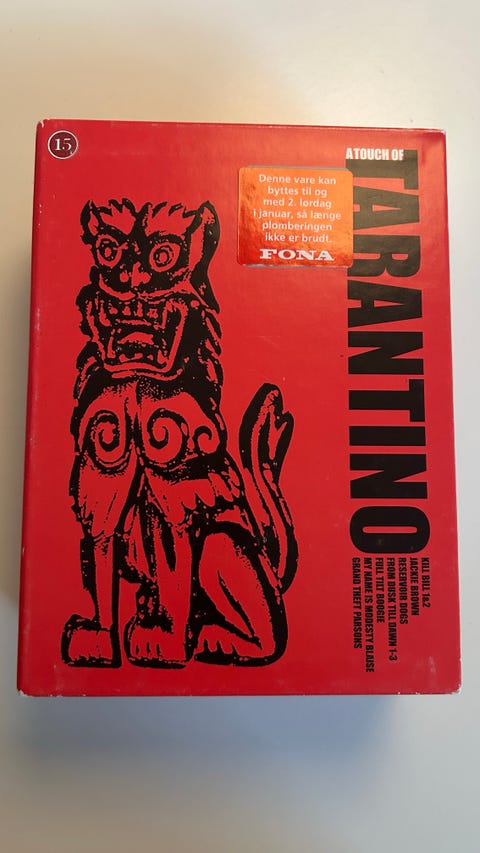 15
A TOUCH OF
TARANTINO
Denne vare kan
byttes til og
med 2. lørdag
i januar, så længe
plomberingen
ikke er brudt.
FONA
KILL BILL 1&2
JACKIE BROWN
RESERVOIR DOGS
FROM DUSK TILL DAWN 1-3
FULL TILT BOOGIE
MY NAME IS MODESTY BLAISE
GRAND THEFT PARSONS